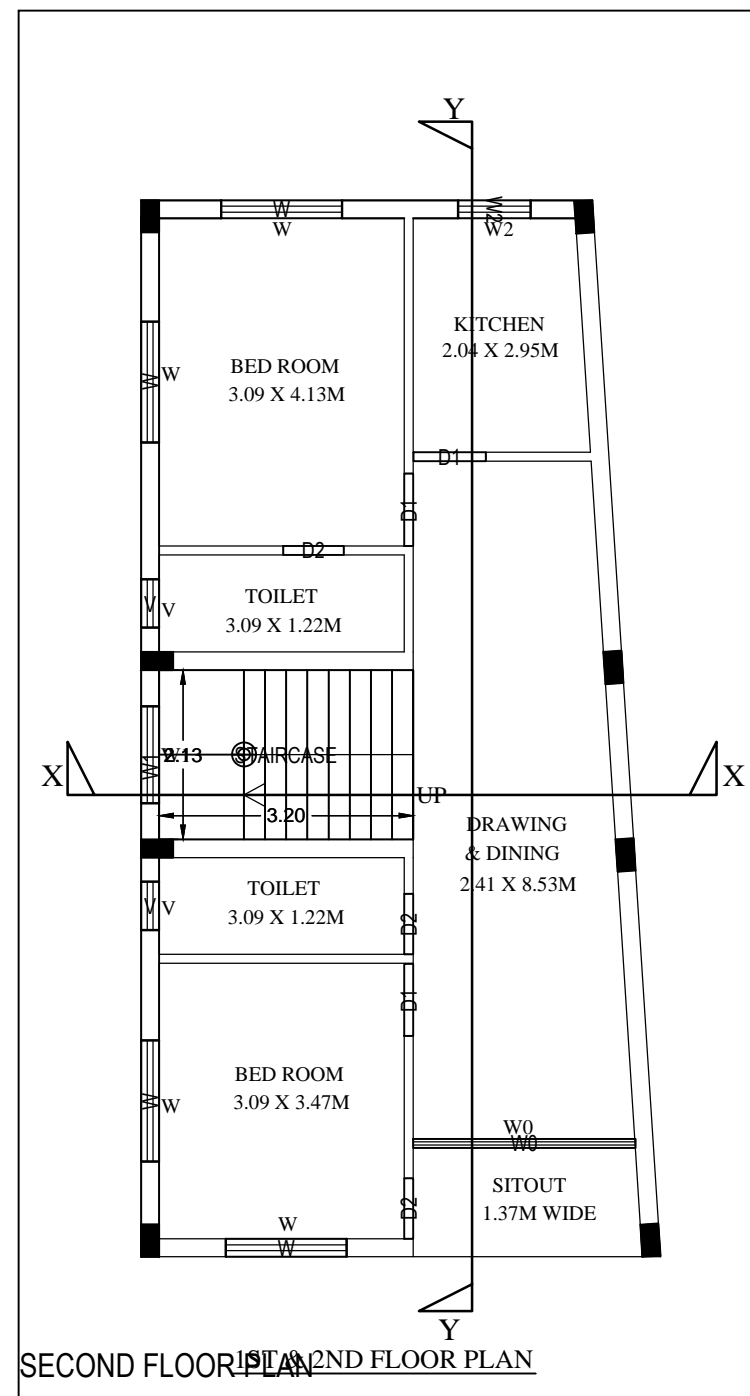 Y
W
W
W2
W2
KITCHEN
2.04 X 2.95M
BED ROOM
3.09 X 4.13M
W
W
D1
D1
D2
TOILET
3.09 X 1.22M
V
V
W1
2.13
STAIRCASE
X
X
UP
3.20
DRAWING
& DINING
2.41 X 8.53M
TOILET
3.09 X 1.22M
V
V
D2
D1
BED ROOM
3.09 X 3.47M
W
W
W0
W0
SITOUT
1.37M WIDE
D2
W
W
Y
SECOND FLOOR PLAN
1ST & 2ND FLOOR PLAN